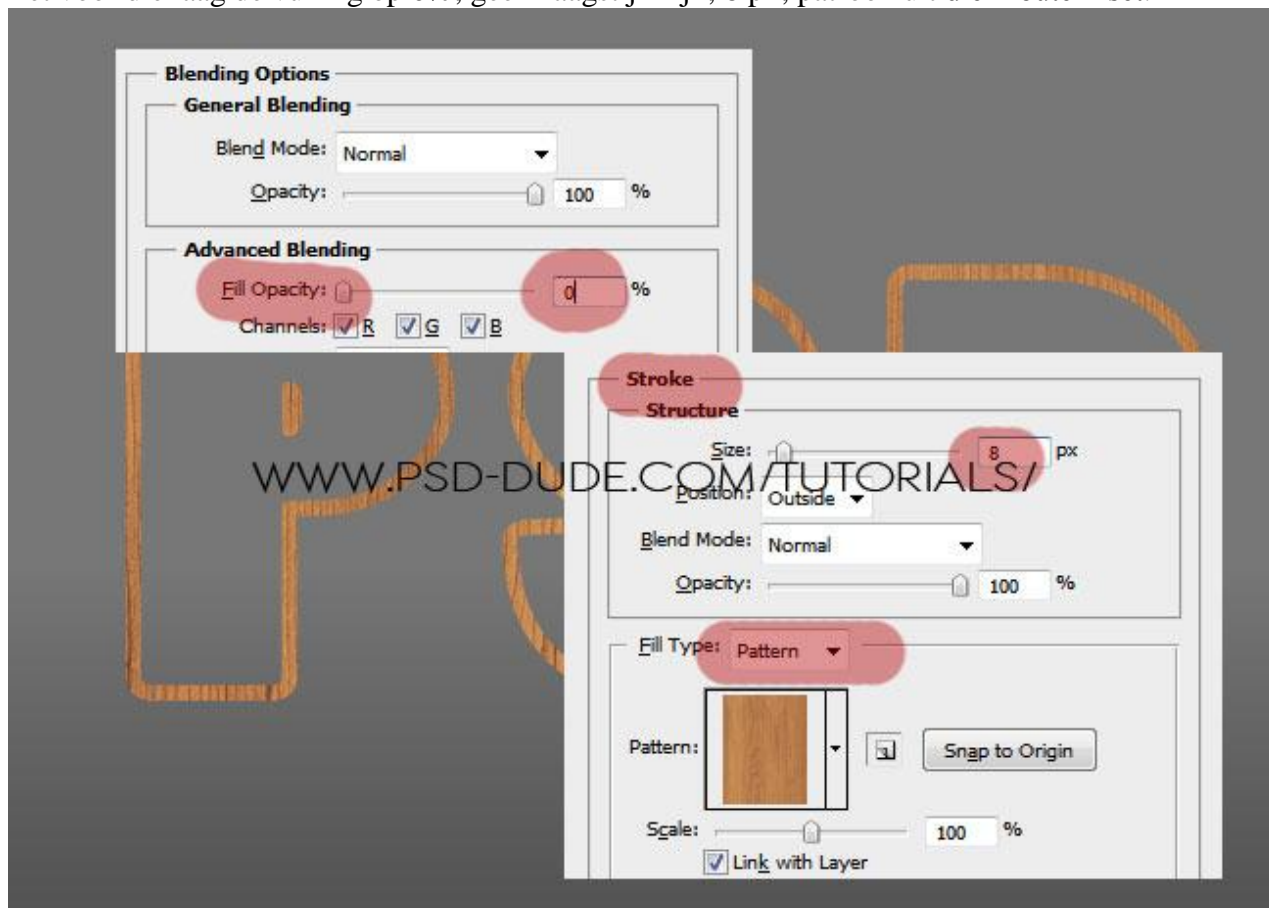 Blending Options
General Blending
Blend Mode: Normal
Opacity: 100 %
Advanced Blending
Fill Opacity: 0 %
Channels: R G B
Stroke
Structure
Size: 8 px
WWW.PSD-DUDE.COM/TUTORIALS/
Position: Outside
Blend Mode: Normal
Opacity: 100 %
Fill Type: Pattern
Pattern: Snap to Origin
Scale: 100 %
Link with Layer